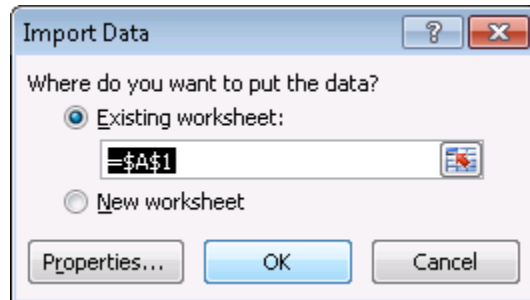 Import Data
Where do you want to put the data?
Existing worksheet:
=$A$1
New worksheet
Properties... OK Cancel